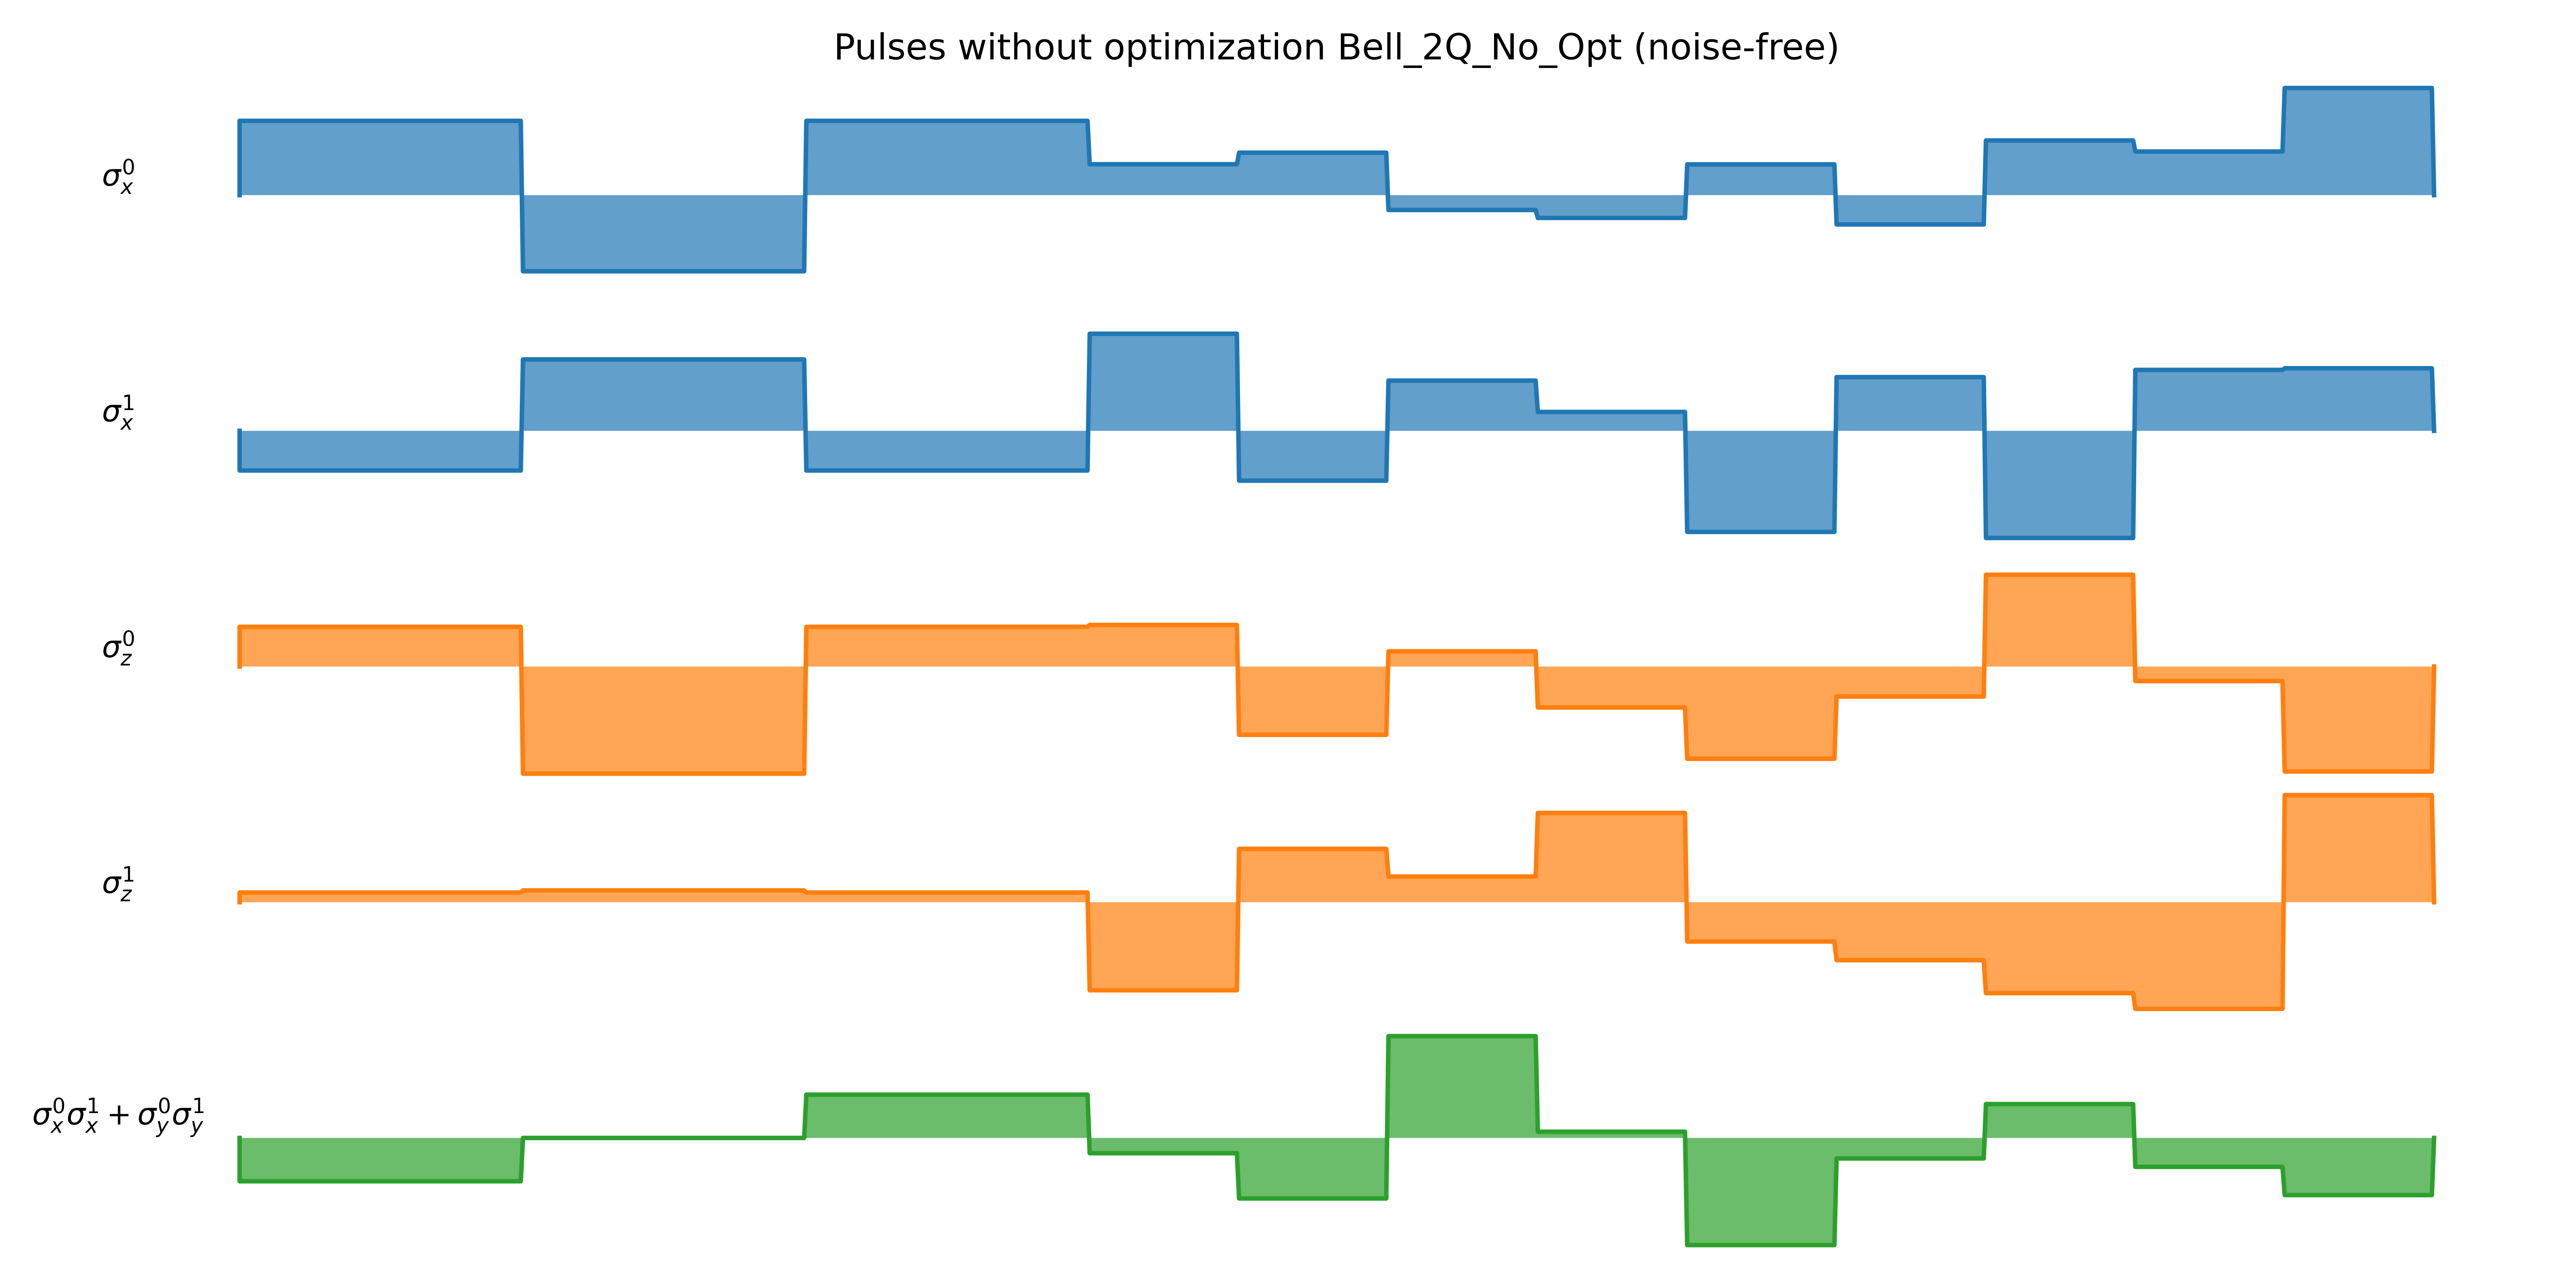 Pulses without optimization Bell_2Q_No_Opt (noise-free)
σ_x^0
σ_x^1
σ_z^0
σ_z^1
σ_x^0σ_x^1 + σ_y^0σ_y^1